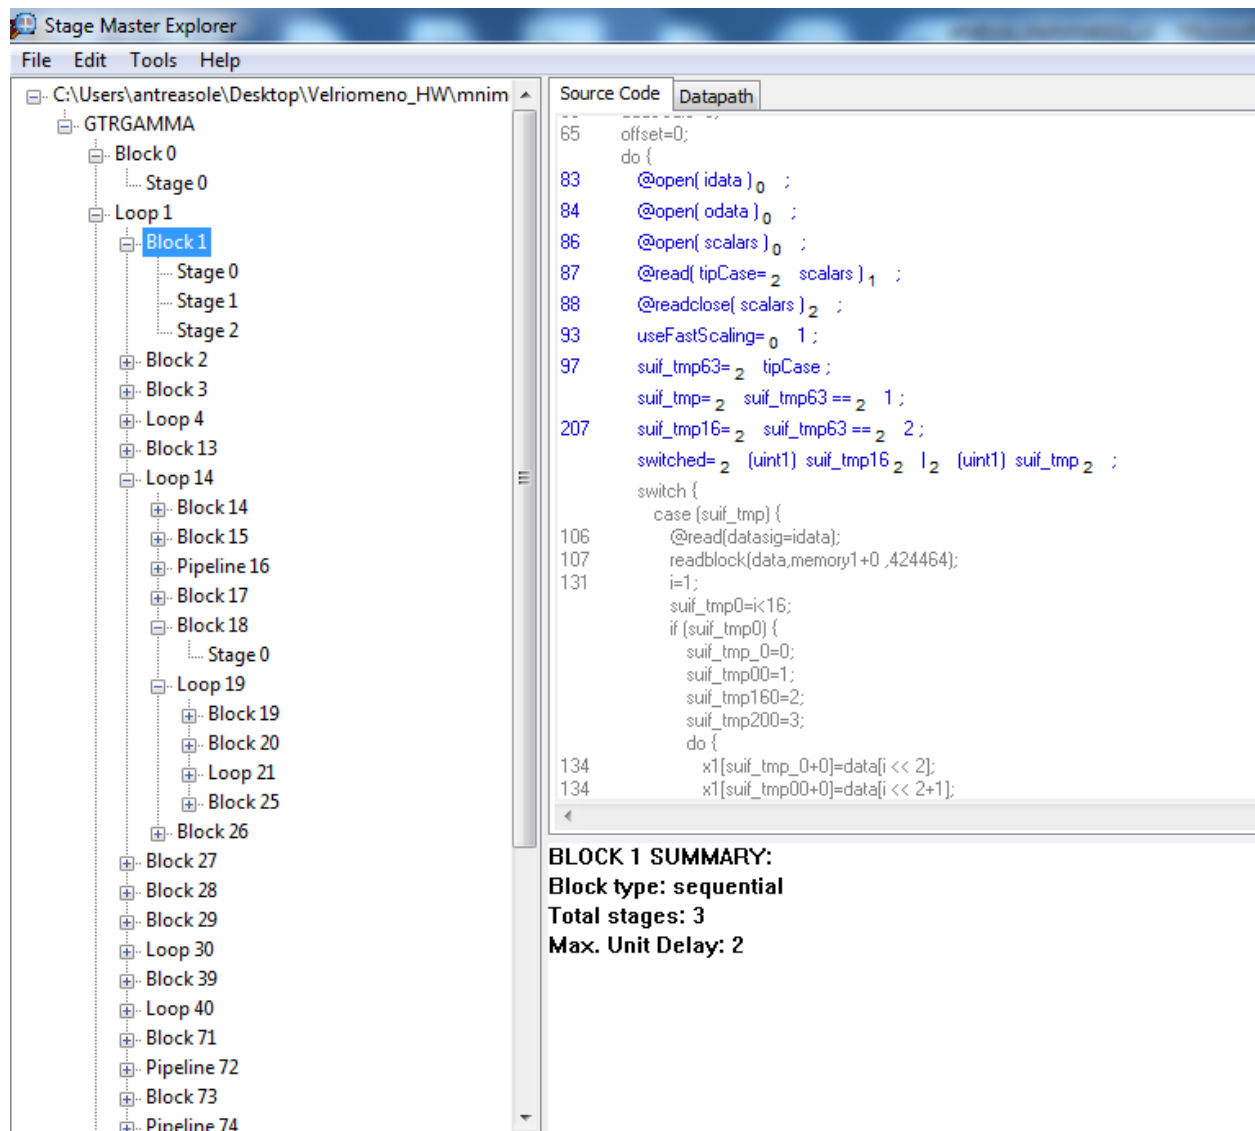 Stage Master Explorer
File Edit Tools Help
C:\Users\antreasole\Desktop\Velriomeno_HW\mnim
GTRGAMMA
Block 0
Stage 0
Loop 1
Block 1
Stage 0
Stage 1
Stage 2
Block 2
Block 3
Loop 4
Block 13
Loop 14
Block 14
Block 15
Pipeline 16
Block 17
Block 18
Stage 0
Loop 19
Block 19
Block 20
Loop 21
Block 25
Block 26
Block 27
Block 28
Block 29
Loop 30
Block 39
Loop 40
Block 71
Pipeline 72
Block 73
Pipeline 74
Source Code Datapath
65 offset=0;
do {
83 @open( idata ) 0 ;
84 @open( odata ) 0 ;
86 @open( scalars ) 0 ;
87 @read( tipCase= 2 scalars ) 1 ;
88 @readclose( scalars ) 2 ;
93 useFastScaling= 0 1 ;
97 suif_tmp63= 2 tipCase ;
suif_tmp= 2 suif_tmp63 == 2 1 ;
207 suif_tmp16= 2 suif_tmp63 == 2 2 ;
switched= 2 (uint1) suif_tmp16 2 | 2 (uint1) suif_tmp 2 ;
switch {
case (suif_tmp) {
106 @read(datasig=idata);
107 readblock(data,memory1+0 ,424464);
131 i=1;
suif_tmp0=i<16;
if (suif_tmp0) {
suif_tmp_0=0;
suif_tmp00=1;
suif_tmp160=2;
suif_tmp200=3;
do {
134 x1[suif_tmp_0+0]=data[i << 2];
134 x1[suif_tmp00+0]=data[i << 2+1];
BLOCK 1 SUMMARY:
Block type: sequential
Total stages: 3
Max. Unit Delay: 2